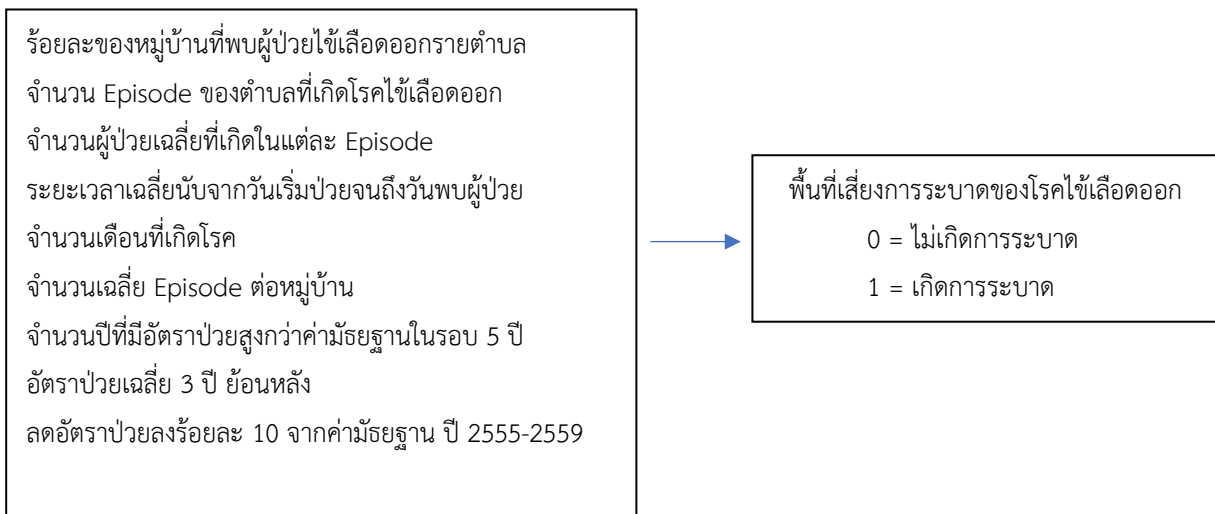 ร้อยละของหมู่บ้านที่พบผู้ป่วยไข้เลือดออกรายตำบล
จำนวน Episode ของตำบลที่เกิดโรคไข้เลือดออก
จำนวนผู้ป่วยเฉลี่ยที่เกิดในแต่ละ Episode
ระยะเวลาเฉลี่ยนับจากวันเริ่มป่วยจนถึงวันพบผู้ป่วย
จำนวนเดือนที่เกิดโรค
จำนวนเฉลี่ย Episode ต่อหมู่บ้าน
จำนวนปีที่มีอัตราป่วยสูงกว่าค่ามัธยฐานในรอบ 5 ปี
อัตราป่วยเฉลี่ย 3 ปี ย้อนหลัง
ลดอัตราป่วยลงร้อยละ 10 จากค่ามัธยฐาน ปี 2555-2559
พื้นที่เสี่ยงการระบาดของโรคไข้เลือดออก
0 = ไม่เกิดการระบาด
1 = เกิดการระบาด